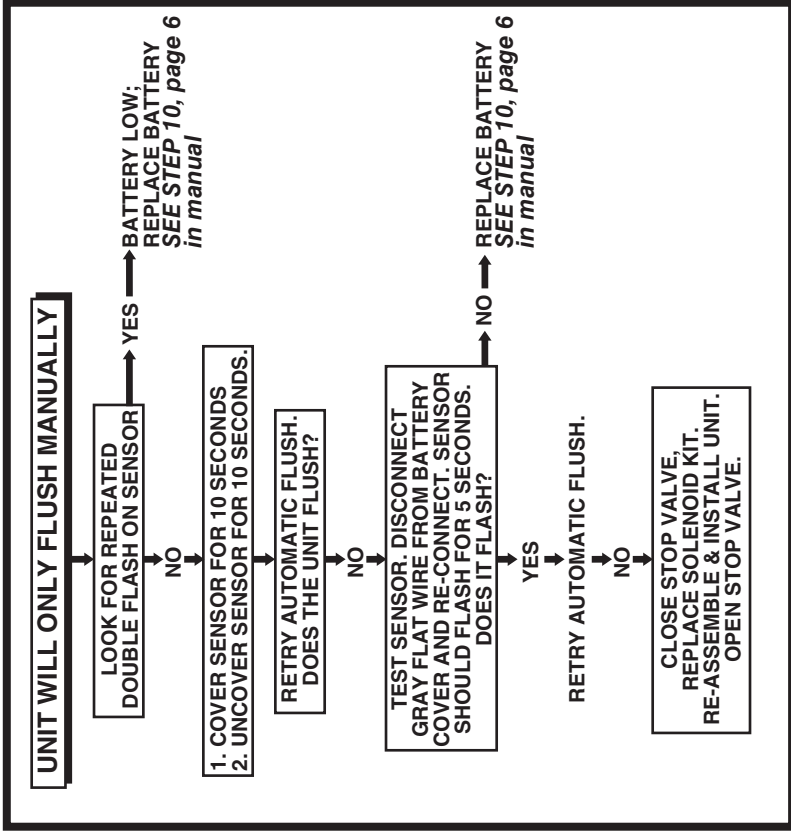 UNIT WILL ONLY FLUSH MANUALLY
LOOK FOR REPEATED
DOUBLE FLASH ON SENSOR
YES
BATTERY LOW;
REPLACE BATTERY
SEE STEP 10, page 6
in manual
NO
1. COVER SENSOR FOR 10 SECONDS
2. UNCOVER SENSOR FOR 10 SECONDS.
RETRY AUTOMATIC FLUSH.
DOES THE UNIT FLUSH?
NO
TEST SENSOR. DISCONNECT
GRAY FLAT WIRE FROM BATTERY
COVER AND RE-CONNECT. SENSOR
SHOULD FLASH FOR 5 SECONDS.
DOES IT FLASH?
NO
REPLACE BATTERY
SEE STEP 10, page 6
in manual
YES
RETRY AUTOMATIC FLUSH.
NO
CLOSE STOP VALVE,
REPLACE SOLENOID KIT.
RE-ASSEMBLE & INSTALL UNIT.
OPEN STOP VALVE.